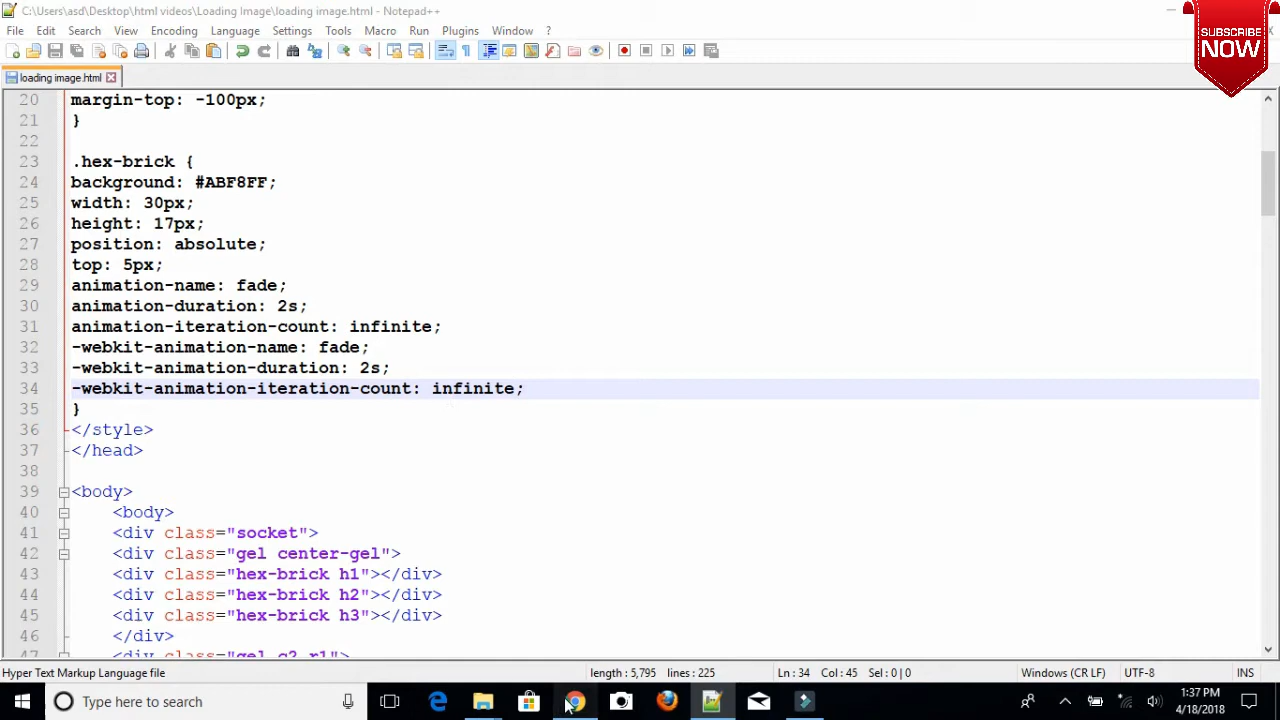 C:\Users\asd\Desktop\html videos\Loading Image\loading image.html - Notepad++
SUBSCRIBE
NOW
File Edit Search View Encoding Language Settings Tools Macro Run Plugins Window ?
loading image.html
20 margin-top: -100px;
21 }
22
23 .hex-brick {
24 background: #ABF8FF;
25 width: 30px;
26 height: 17px;
27 position: absolute;
28 top: 5px;
29 animation-name: fade;
30 animation-duration: 2s;
31 animation-iteration-count: infinite;
32 -webkit-animation-name: fade;
33 -webkit-animation-duration: 2s;
34 -webkit-animation-iteration-count: infinite;
35 }
36 </style>
37 </head>
38
39 <body>
40 <body>
41 <div class="socket">
42 <div class="gel center-gel">
43 <div class="hex-brick h1"></div>
44 <div class="hex-brick h2"></div>
45 <div class="hex-brick h3"></div>
46 </div>
47 <div class="gel c2 r1">
Hyper Text Markup Language file length : 5,795 lines : 225 Ln : 34 Col : 45 Sel : 0 | 0 Windows (CR LF) UTF-8 INS
Type here to search
1:37 PM
4/18/2018